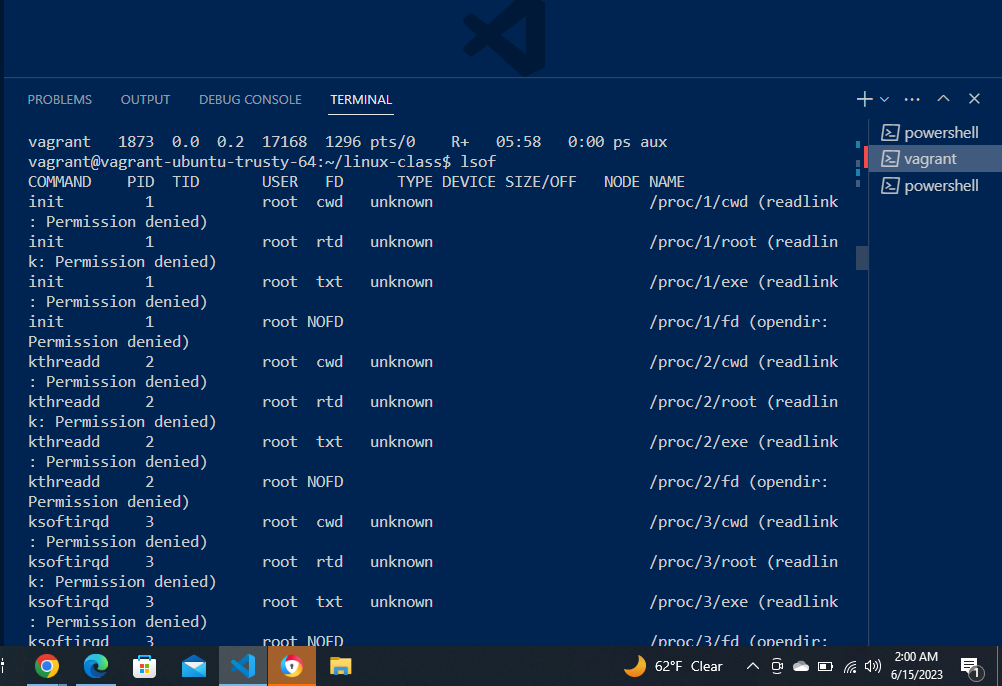 PROBLEMS OUTPUT DEBUG CONSOLE TERMINAL
vagrant   1873  0.0  0.2  17168  1296 pts/0    R+   05:58   0:00 ps aux
vagrant@vagrant-ubuntu-trusty-64:~/linux-class$ lsof
COMMAND    PID  TID       USER   FD      TYPE DEVICE SIZE/OFF   NODE NAME
init         1            root  cwd   unknown                        /proc/1/cwd (readlink
: Permission denied)
init         1            root  rtd   unknown                        /proc/1/root (readlin
k: Permission denied)
init         1            root  txt   unknown                        /proc/1/exe (readlink
: Permission denied)
init         1            root NOFD                                  /proc/1/fd (opendir:
Permission denied)
kthreadd     2            root  cwd   unknown                        /proc/2/cwd (readlink
: Permission denied)
kthreadd     2            root  rtd   unknown                        /proc/2/root (readlin
k: Permission denied)
kthreadd     2            root  txt   unknown                        /proc/2/exe (readlink
: Permission denied)
kthreadd     2            root NOFD                                  /proc/2/fd (opendir:
Permission denied)
ksoftirqd    3            root  cwd   unknown                        /proc/3/cwd (readlink
: Permission denied)
ksoftirqd    3            root  rtd   unknown                        /proc/3/root (readlin
k: Permission denied)
ksoftirqd    3            root  txt   unknown                        /proc/3/exe (readlink
: Permission denied)
ksoftirqd    3            root NOFD                                  /proc/3/fd (opendir:
powershell
vagrant
powershell
62°F Clear
2:00 AM
6/15/2023
1